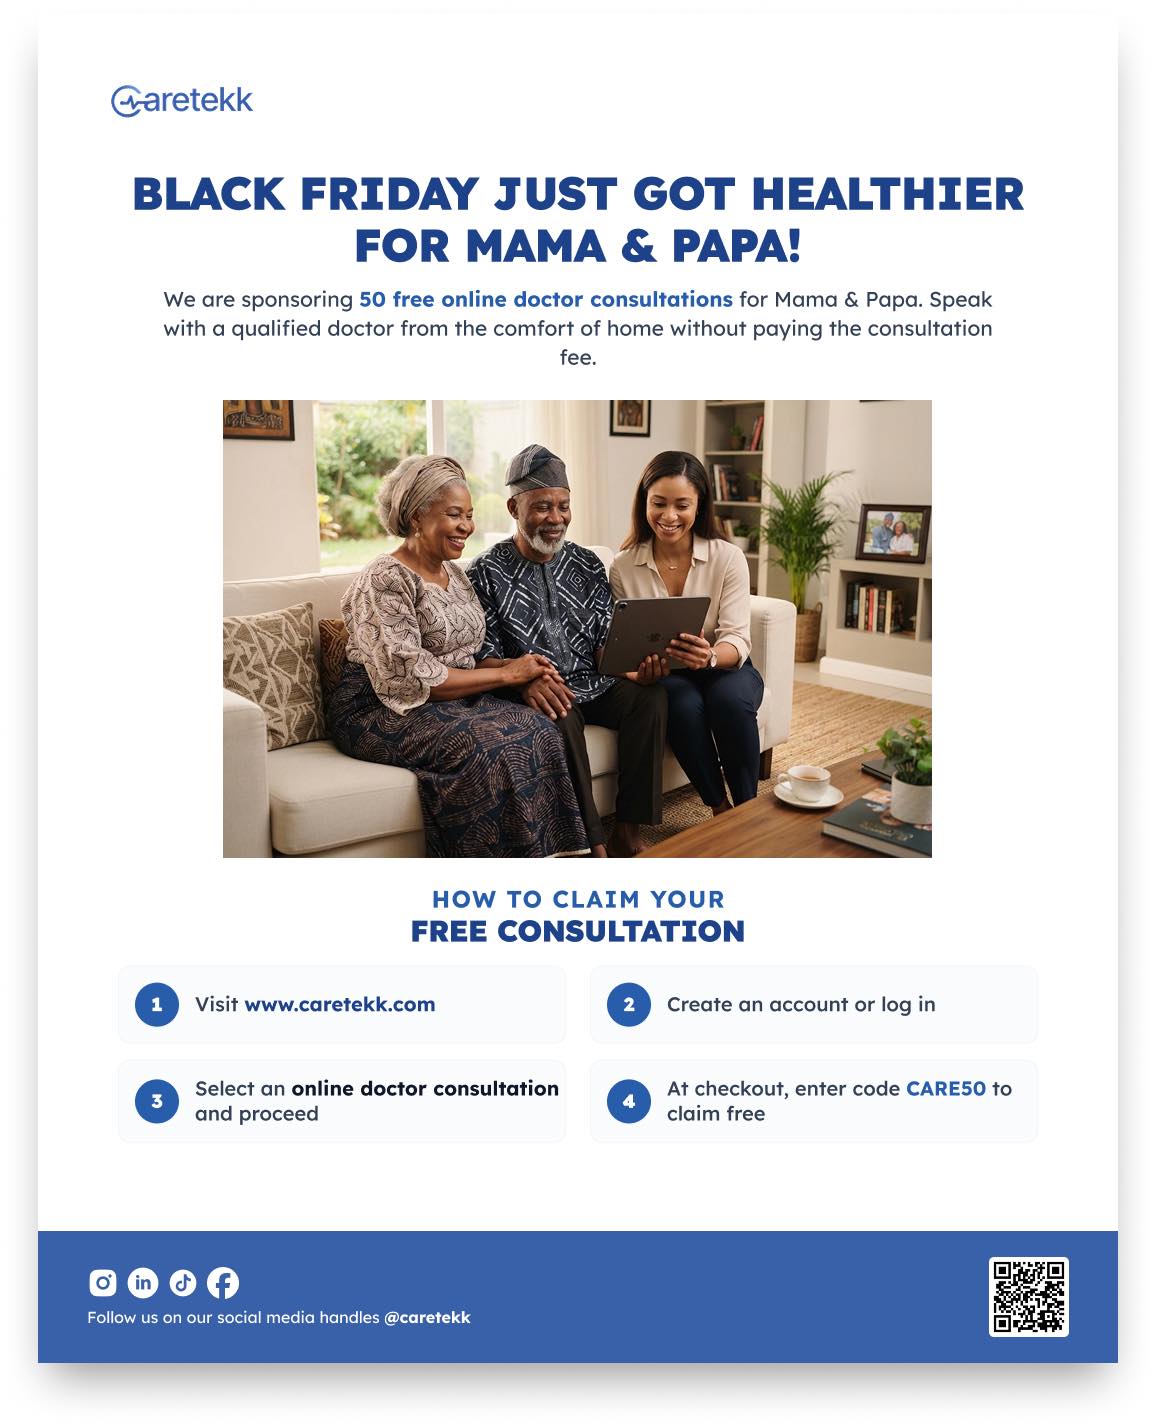 Caretekk
BLACK FRIDAY JUST GOT HEALTHIER
FOR MAMA & PAPA!
We are sponsoring 50 free online doctor consultations for Mama & Papa. Speak
with a qualified doctor from the comfort of home without paying the consultation
fee.
HOW TO CLAIM YOUR
FREE CONSULTATION
1 Visit www.caretekk.com
2 Create an account or log in
3 Select an online doctor consultation
and proceed
4 At checkout, enter code CARE50 to
claim free
in
Follow us on our social media handles @caretekk